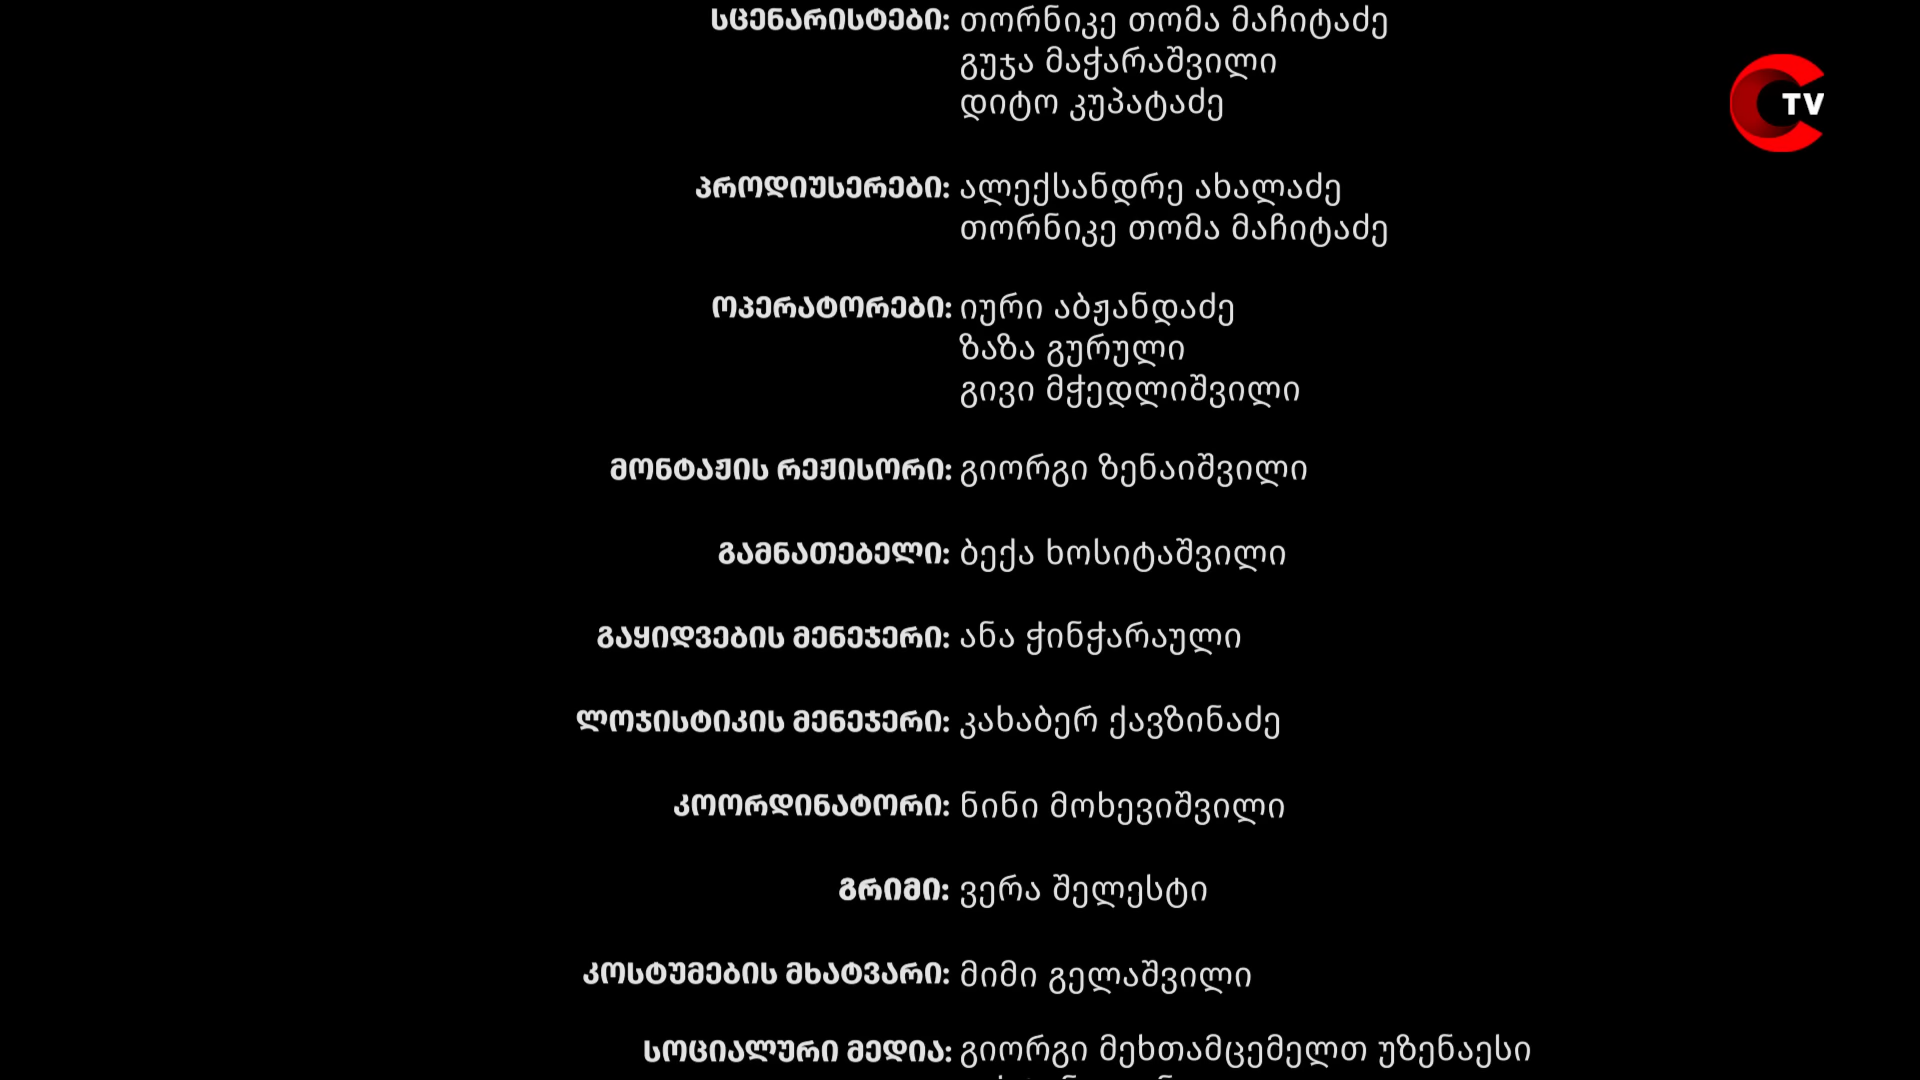 სცენარისტები: თორნიკე თომა მაჩიტაძე
გუჯა მაჭარაშვილი
დიტო კუპატაძე
TV
პროდიუსერები: ალექსანდრე ახალაძე
თორნიკე თომა მაჩიტაძე
ოპერატორები: იური აბჟანდაძე
ზაზა გურული
გივი მჭედლიშვილი
მონტაჟის რეჟისორი: გიორგი ზენაიშვილი
გამნათებელი: ბექა ხოსიტაშვილი
გაყიდვების მენეჯერი: ანა ჭინჭარაული
ლოჯისტიკის მენეჯერი: კახაბერ ქავზინაძე
კოორდინატორი: ნინი მოხევიშვილი
გრიმი: ვერა შელესტი
კოსტუმების მხატვარი: მიმი გელაშვილი
სოციალური მედია: გიორგი მეხთამცემელთ უზენაესი